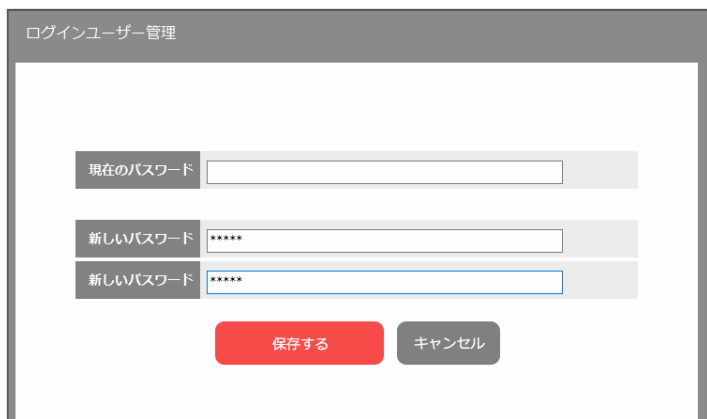 ログインユーザー管理
現在のパスワード
新しいパスワード *****
新しいパスワード *****
保存する キャンセル